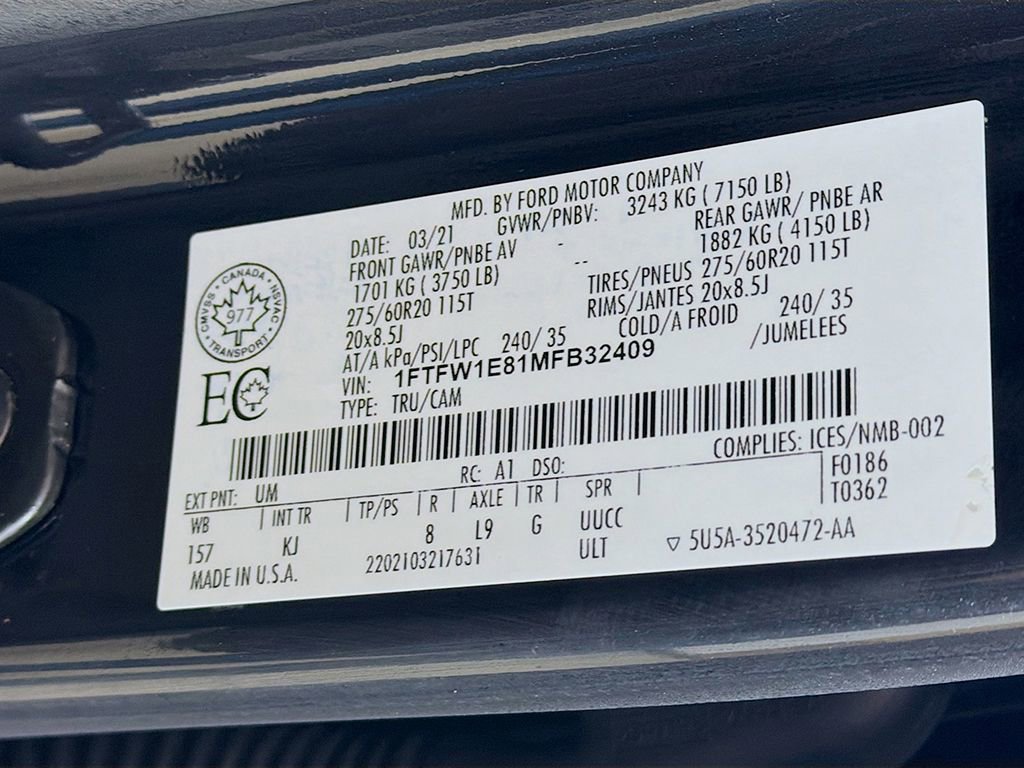 MFD. BY FORD MOTOR COMPANY
DATE: 03/21 GVWR/PNBV: 3243 KG ( 7150 LB)
FRONT GAWR/PNBE AV - REAR GAWR/ PNBE AR
1701 KG ( 3750 LB) -- 1882 KG ( 4150 LB)
275/60R20 115T TIRES/PNEUS 275/60R20 115T
20x8.5J RIMS/JANTES 20x8.5J
AT/A kPa/PSI/LPC 240/ 35 COLD/A FROID 240/ 35
VIN: 1FTFW1E81MFB32409 /JUMELEES
TYPE: TRU/CAM
CANADA
CMVSS · NSVAC
977
TRANSPORT
EC
COMPLIES: ICES/NMB-002
EXT PNT: UM RC: A1 DSO: F0186
WB INT TR TP/PS R AXLE TR SPR T0362
157 KJ 8 L9 G UUCC
MADE IN U.S.A. 2202103217631 ULT ▽ 5U5A-3520472-AA